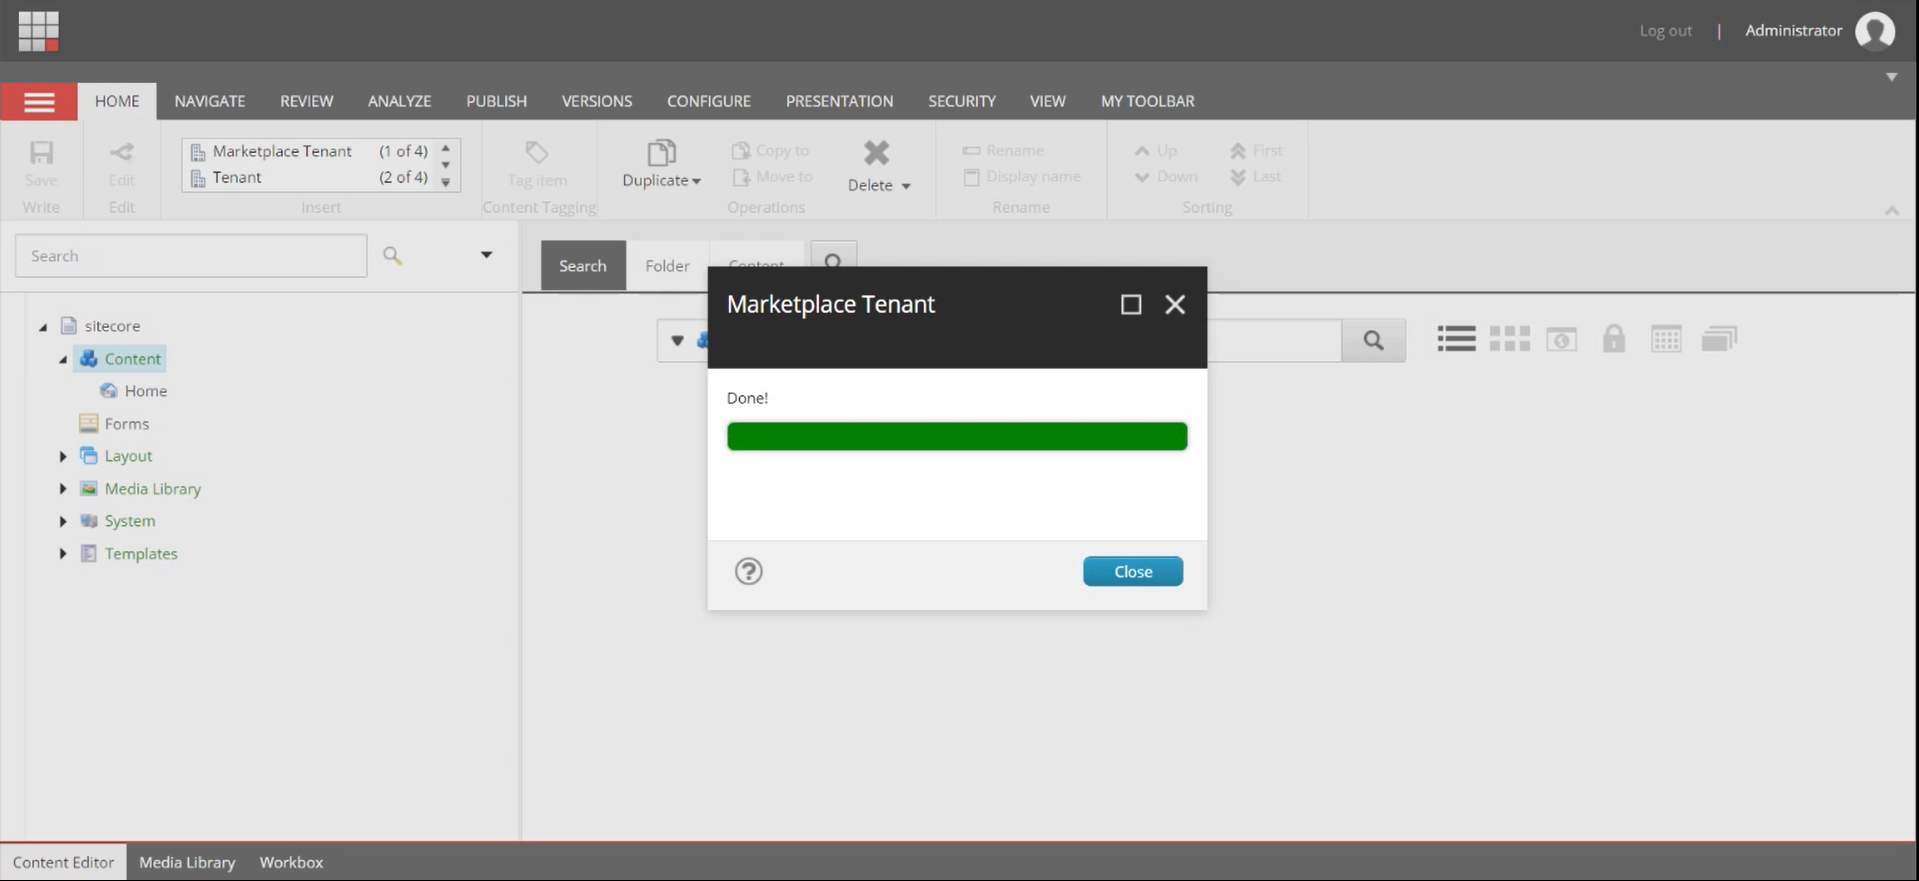 Log out | Administrator
HOME NAVIGATE REVIEW ANALYZE PUBLISH VERSIONS CONFIGURE PRESENTATION SECURITY VIEW MY TOOLBAR
Save
Write
Edit
Edit
Marketplace Tenant (1 of 4)
Tenant (2 of 4)
Insert
Tag item
Content Tagging
Duplicate
Copy to
Move to
Operations
Delete
Rename
Display name
Rename
Up
Down
First
Last
Sorting
Search
sitecore
Content
Home
Forms
Layout
Media Library
System
Templates
Search Folder Content
Marketplace Tenant
Done!
?
Close
Content Editor Media Library Workbox